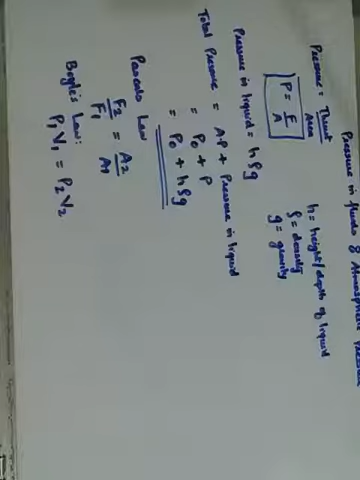 Pressure in fluids & Atmospheric Pressure
Pressure = Thrust / Area
P = F / A
h = height/depth of liquid
ρ = density
g = gravity
Pressure in liquid = hρg
Total Pressure = A.P + Pressure in liquid
= P₀ + P
= P₀ + hρg
Pascals Law
F₂ / F₁ = A₂ / A₁
Boyle's Law:
P₁V₁ = P₂V₂